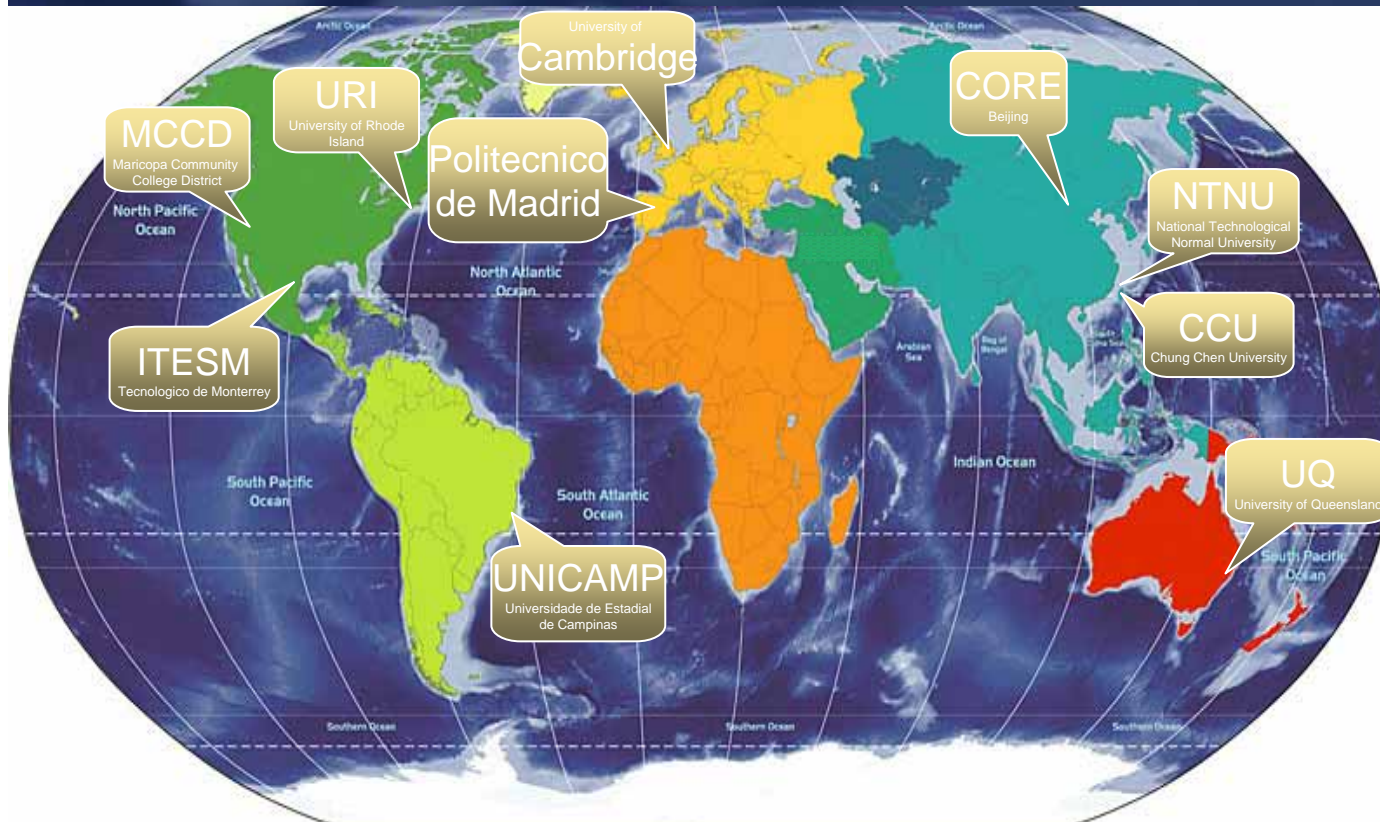 Arctic Ocean
Arctic Ocean
University of
Cambridge
URI
University of Rhode
Island
CORE
Beijing
MCCD
Maricopa Community
College District
Politecnico
de Madrid
NTNU
National Technological
Normal University
North Pacific
Ocean
North Atlantic
Ocean
ITESM
Tecnologico de Monterrey
Arabian
Sea
Bay of
Bengal
CCU
Chung Chen University
Indian Ocean
UQ
University of Queensland
South Pacific
Ocean
South Atlantic
Ocean
South Pacific
Ocean
UNICAMP
Universidade de Estadial
de Campinas
Southern Ocean
Southern Ocean
Southern Ocean